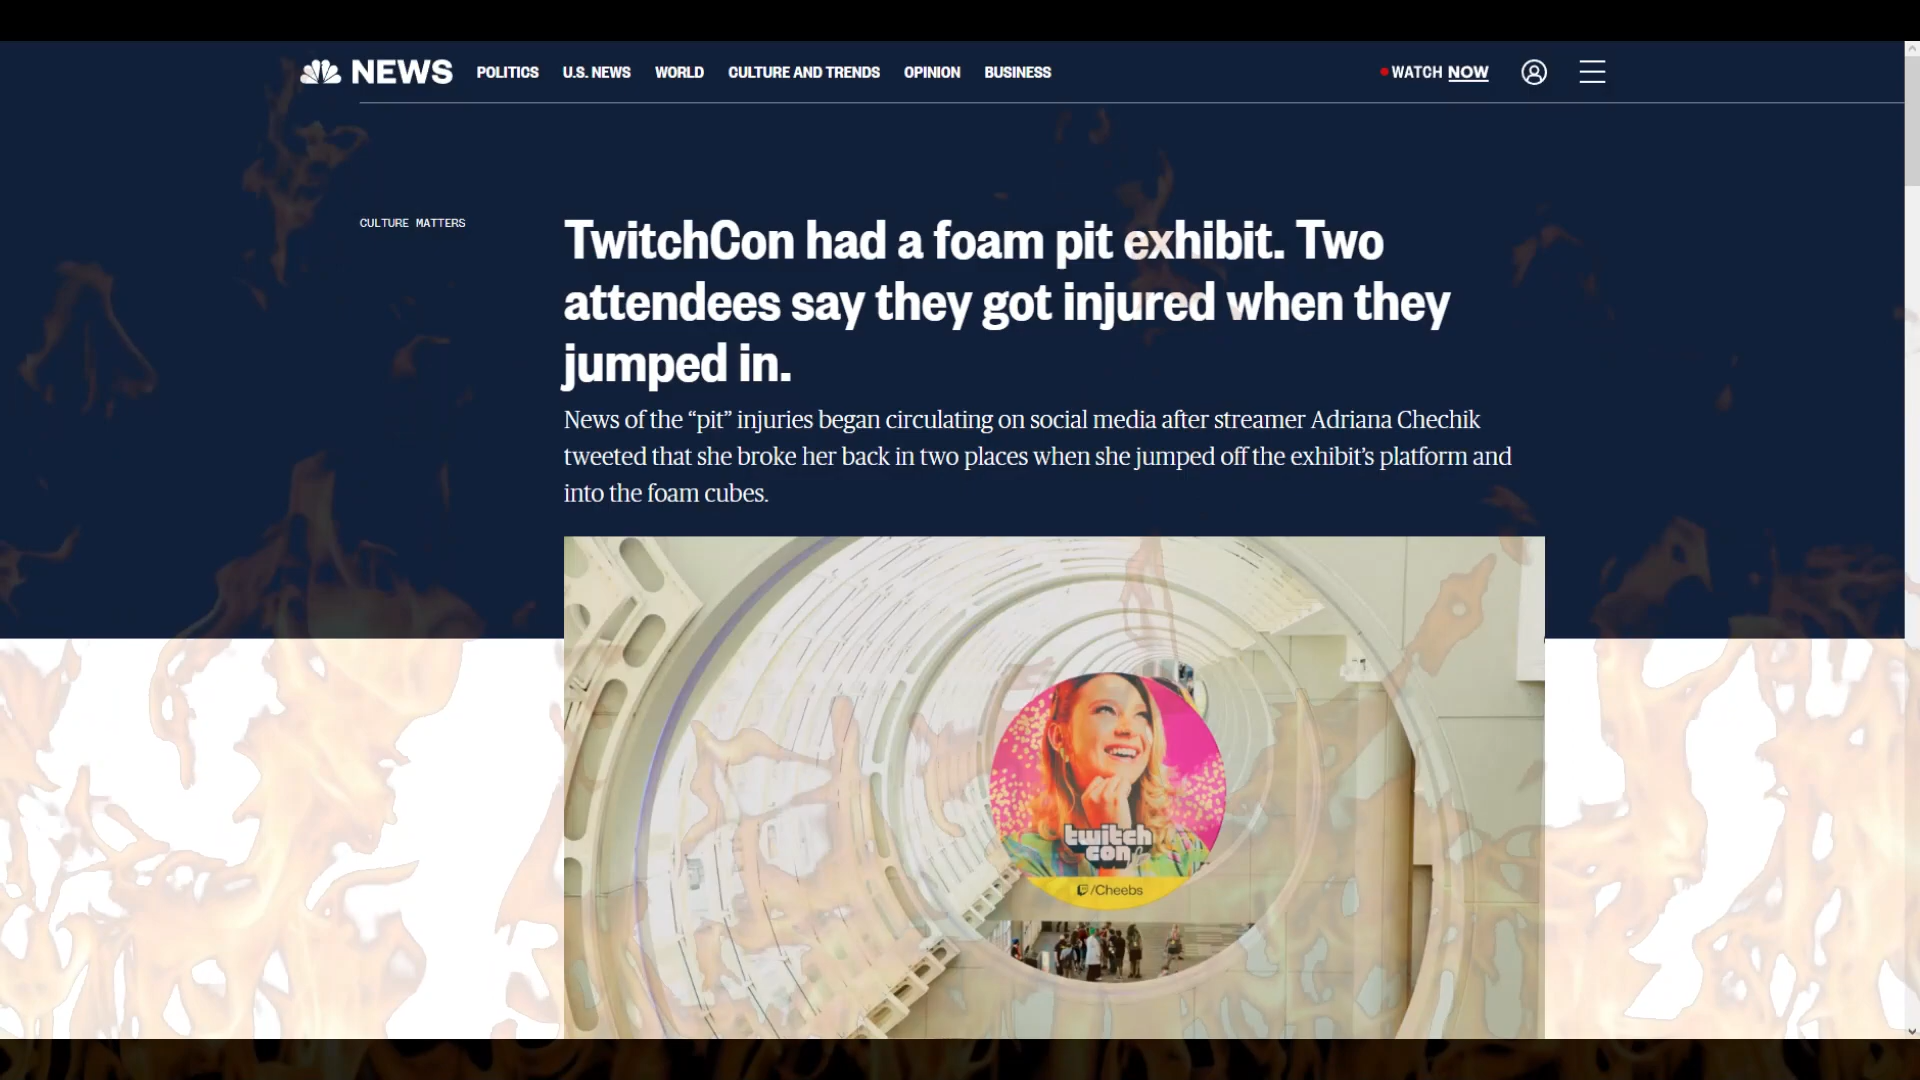 NEWS POLITICS U.S. NEWS WORLD CULTURE AND TRENDS OPINION BUSINESS WATCH NOW
CULTURE MATTERS
TwitchCon had a foam pit exhibit. Two
attendees say they got injured when they
jumped in.
News of the “pit” injuries began circulating on social media after streamer Adriana Chechik
tweeted that she broke her back in two places when she jumped off the exhibit’s platform and
into the foam cubes.
twitch
con
/Cheebs